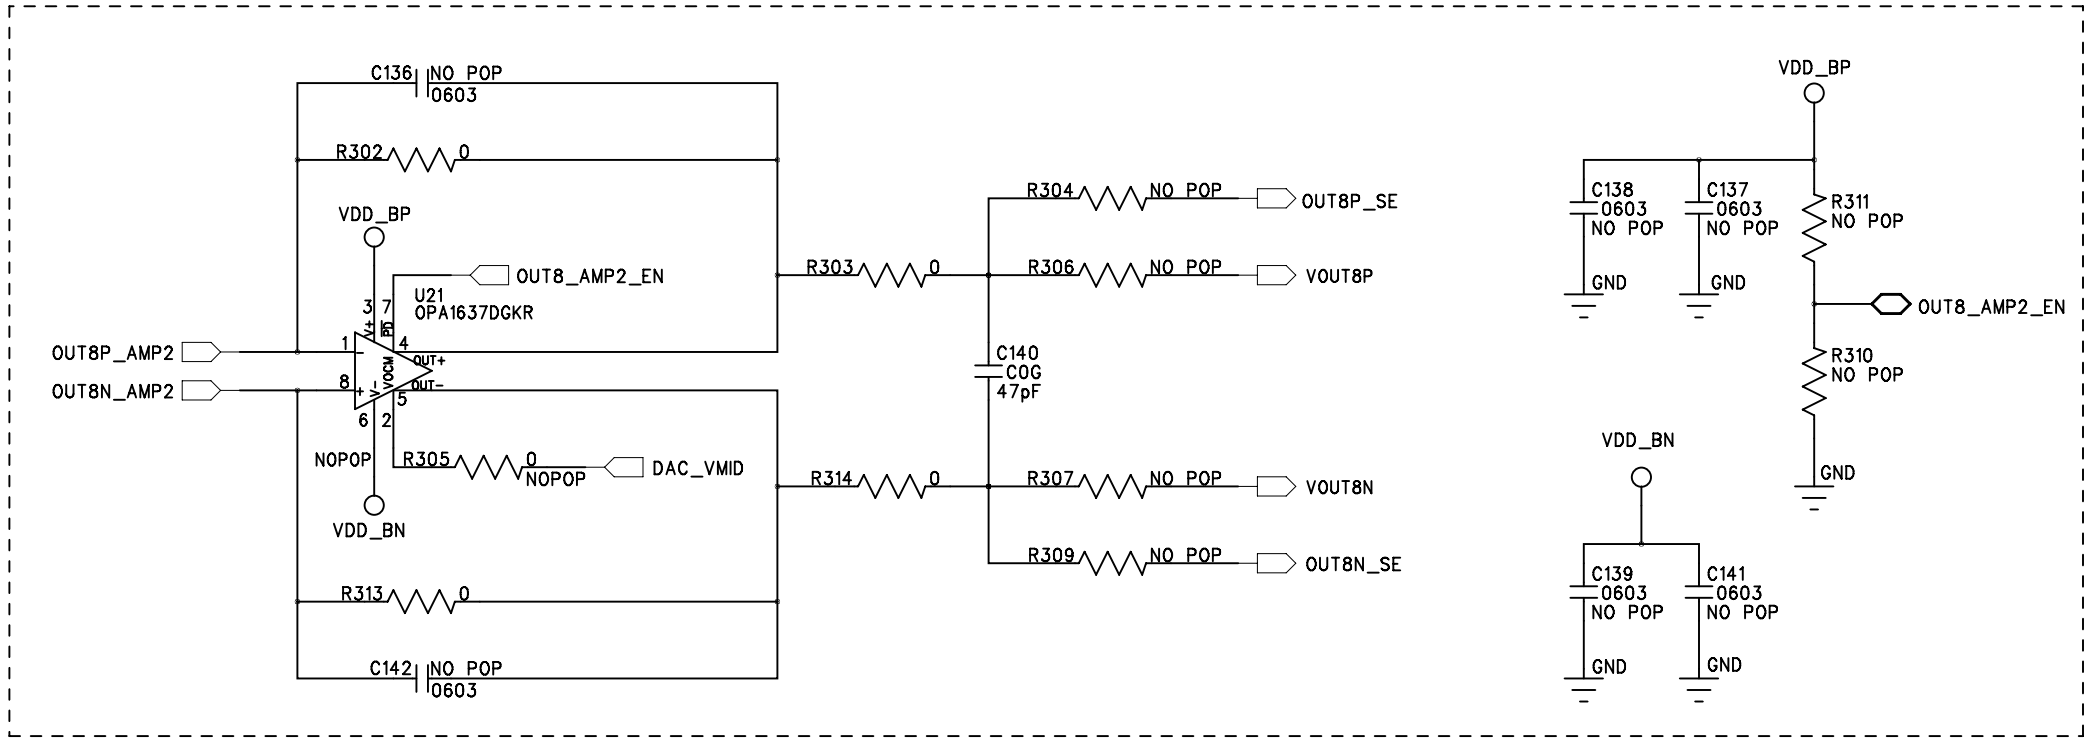 C136
NO POP
0603
R302
0
VDD_BP
OUT8_AMP2_EN
U21
OPA1637DGKR
3
7
V+
PD
OUT8P_AMP2
1
-
4
OUT+
VOCM
OUT8N_AMP2
8
+
V-
OUT-
5
6
2
NOPOP
R305
0
NOPOP
DAC_VMID
VDD_BN
R313
0
C142
NO POP
0603
R303
0
R314
0
R304
NO POP
OUT8P_SE
R306
NO POP
VOUT8P
C140
COG
47pF
R307
NO POP
VOUT8N
R309
NO POP
OUT8N_SE
VDD_BP
C138
0603
NO POP
GND
C137
0603
NO POP
GND
R311
NO POP
OUT8_AMP2_EN
R310
NO POP
GND
VDD_BN
C139
0603
NO POP
GND
C141
0603
NO POP
GND